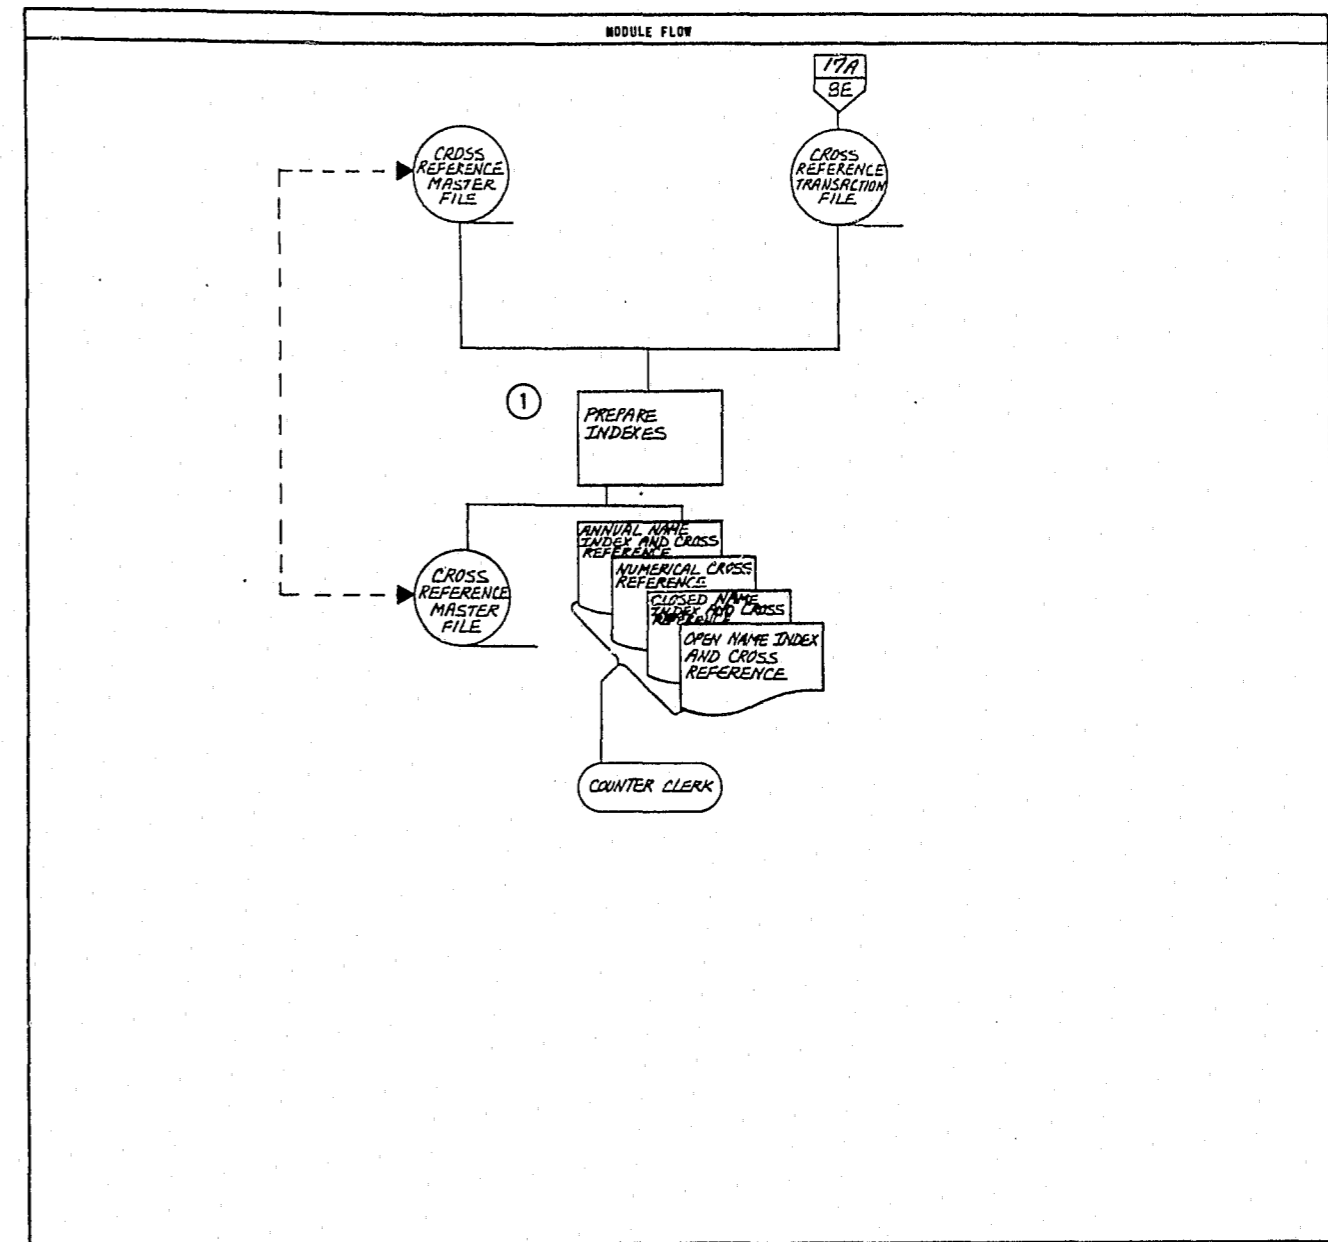 MODULE FLOW
17A
BE
CROSS
REFERENCE
MASTER
FILE
CROSS
REFERENCE
TRANSACTION
FILE
1
PREPARE
INDEXES
CROSS
REFERENCE
MASTER
FILE
ANNUAL NAME
INDEX AND CROSS
REFERENCE
NUMERICAL CROSS
REFERENCE
CLOSED NAME
INDEX AND CROSS
REFERENCE
OPEN NAME INDEX
AND CROSS
REFERENCE
COUNTER CLERK